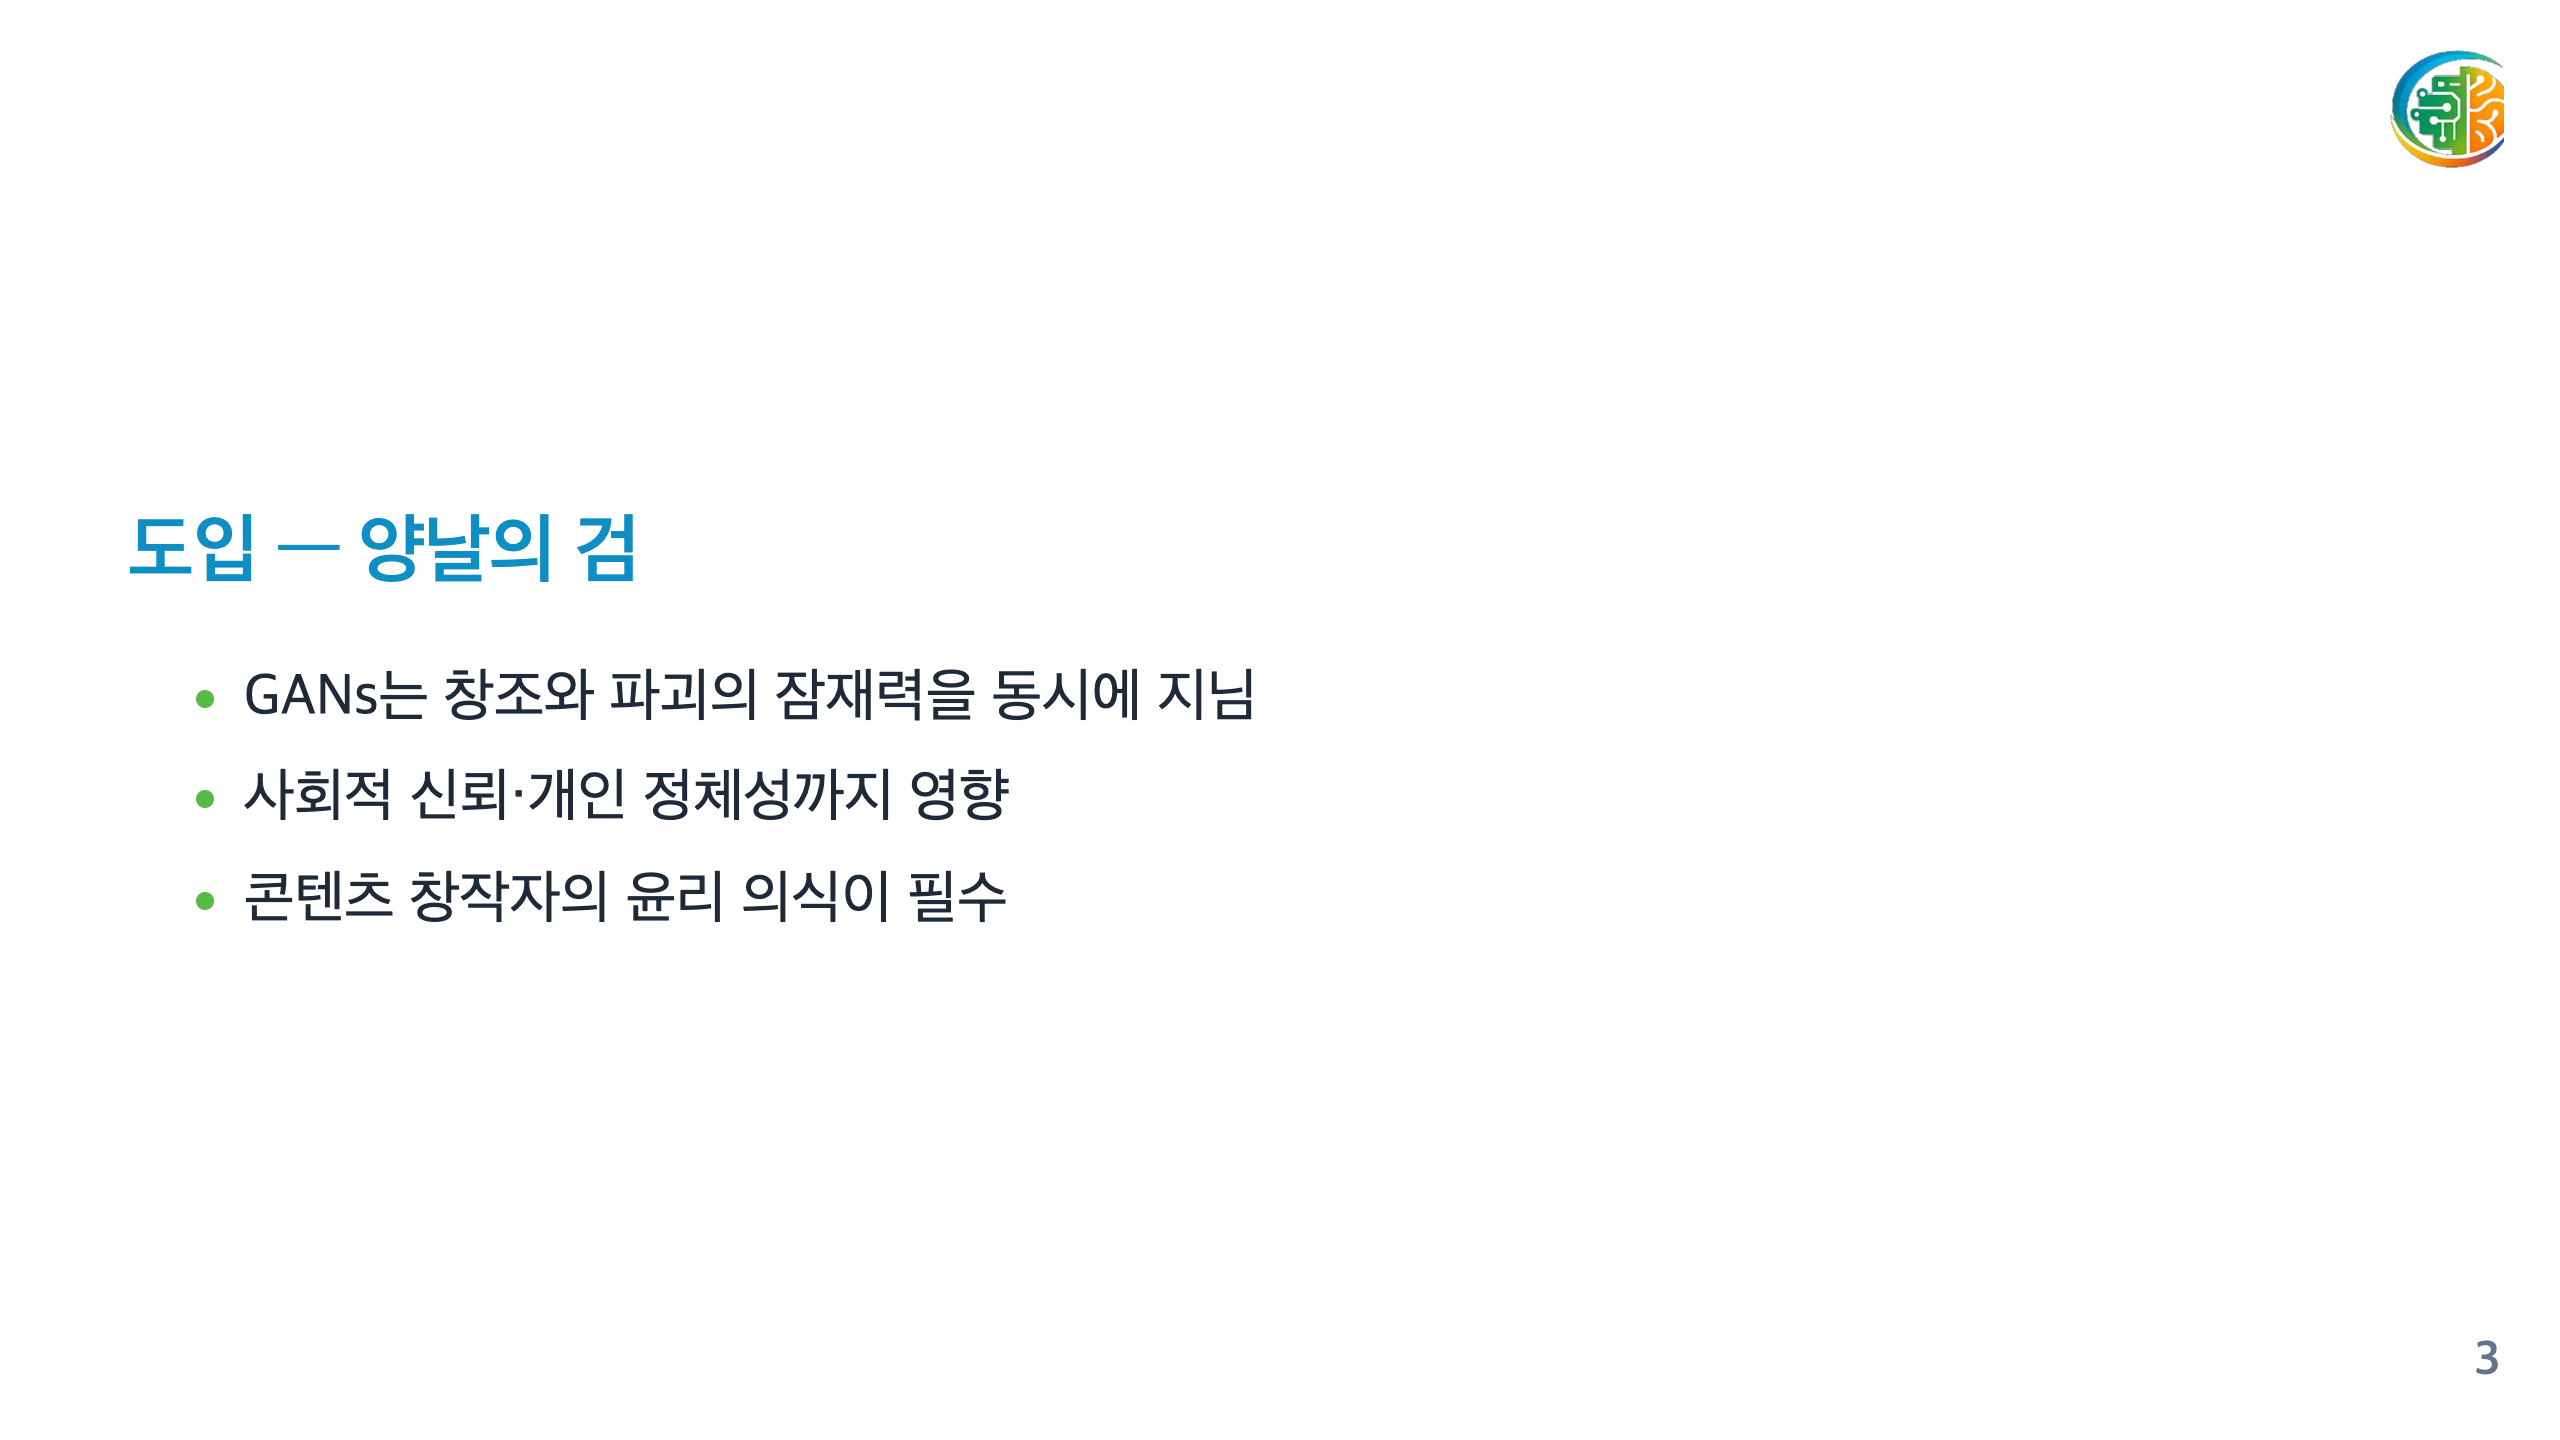 도입 — 양날의 검
• GANs는 창조와 파괴의 잠재력을 동시에 지님
• 사회적 신뢰·개인 정체성까지 영향
• 콘텐츠 창작자의 윤리 의식이 필수
3